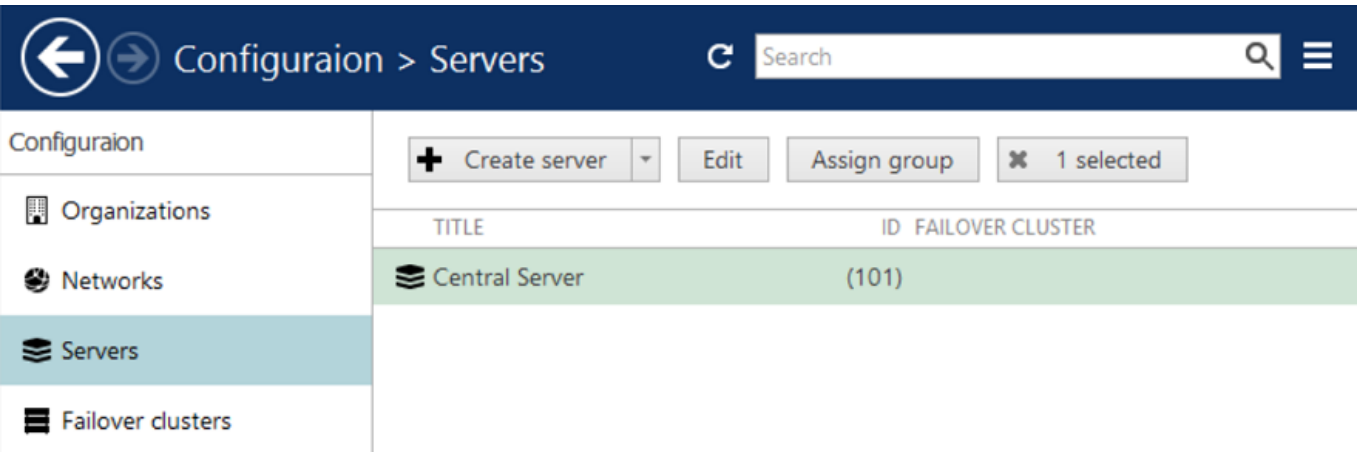 Configuraion > Servers Search
Configuraion
Create server Edit Assign group 1 selected
Organizations
TITLE ID FAILOVER CLUSTER
Networks
Central Server (101)
Servers
Failover clusters